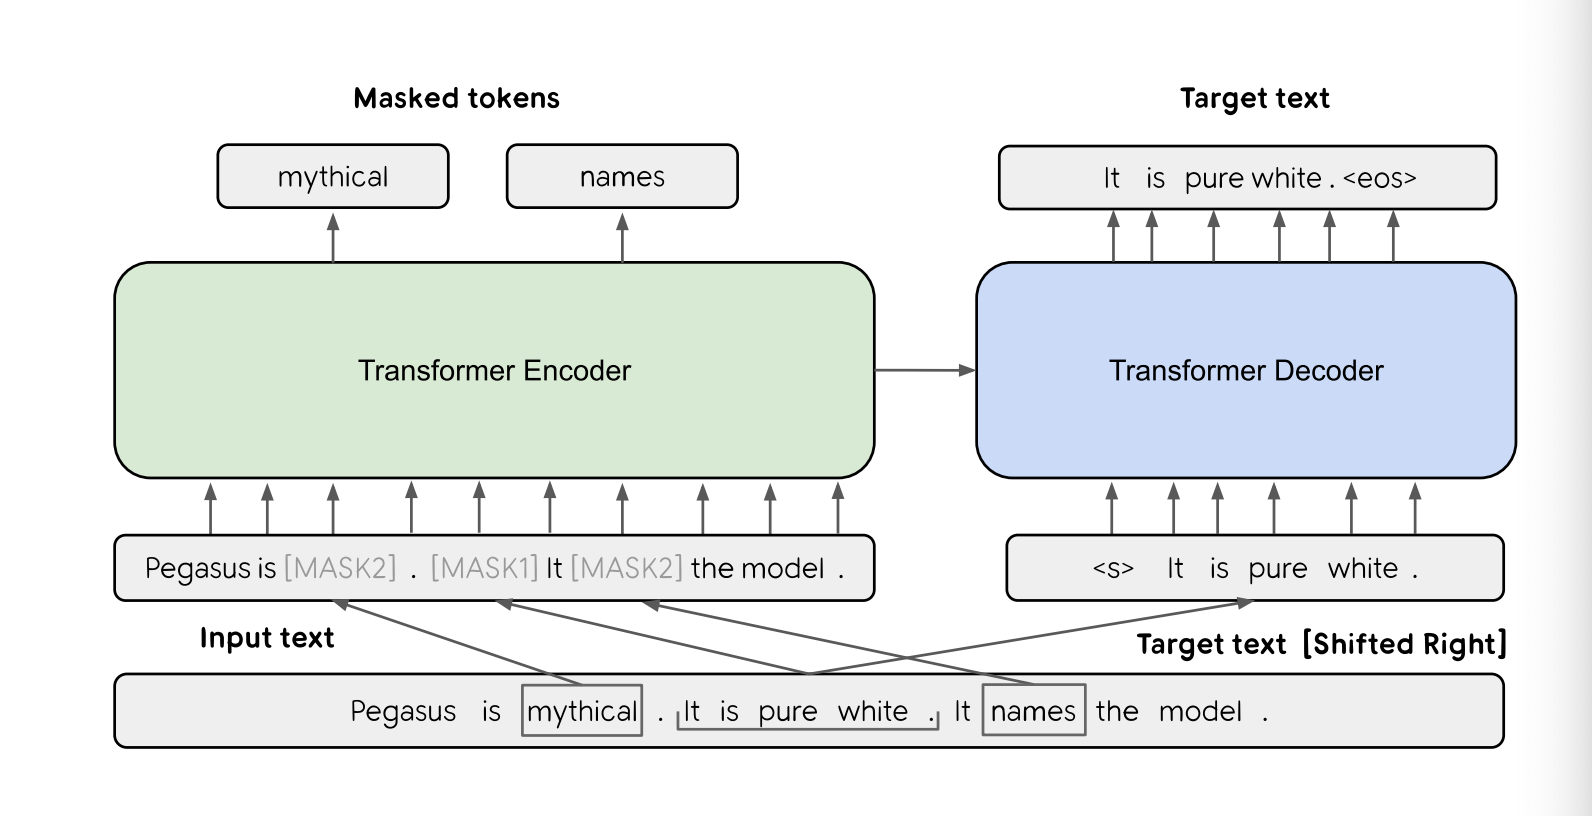 Masked tokens
Target text
mythical
names
It is pure white . <eos>
Transformer Encoder
Transformer Decoder
Pegasus is [MASK2] . [MASK1] It [MASK2] the model .
<s> It is pure white .
Input text
Target text [Shifted Right]
Pegasus is mythical . It is pure white . It names the model .